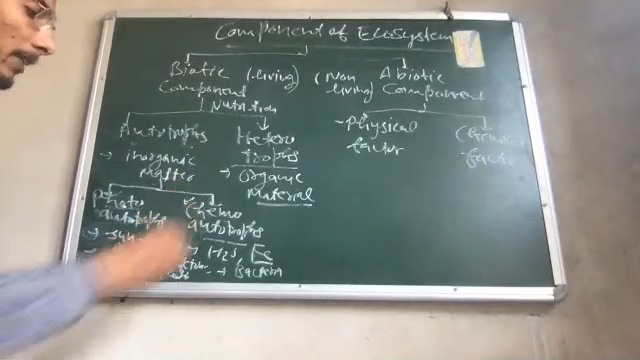 Component of EcoSystem
Biotic (living)
Component
(Non living) Abiotic
Component
Nutrition
Autotrophs
→ inorganic
matter
Hetero
trophs
→ Organic
Material
Photo
autotrophs
Chemo
autotrophs
→ H2S, Fe
→ Bacteria
- Physical
factor
Chemical
factor